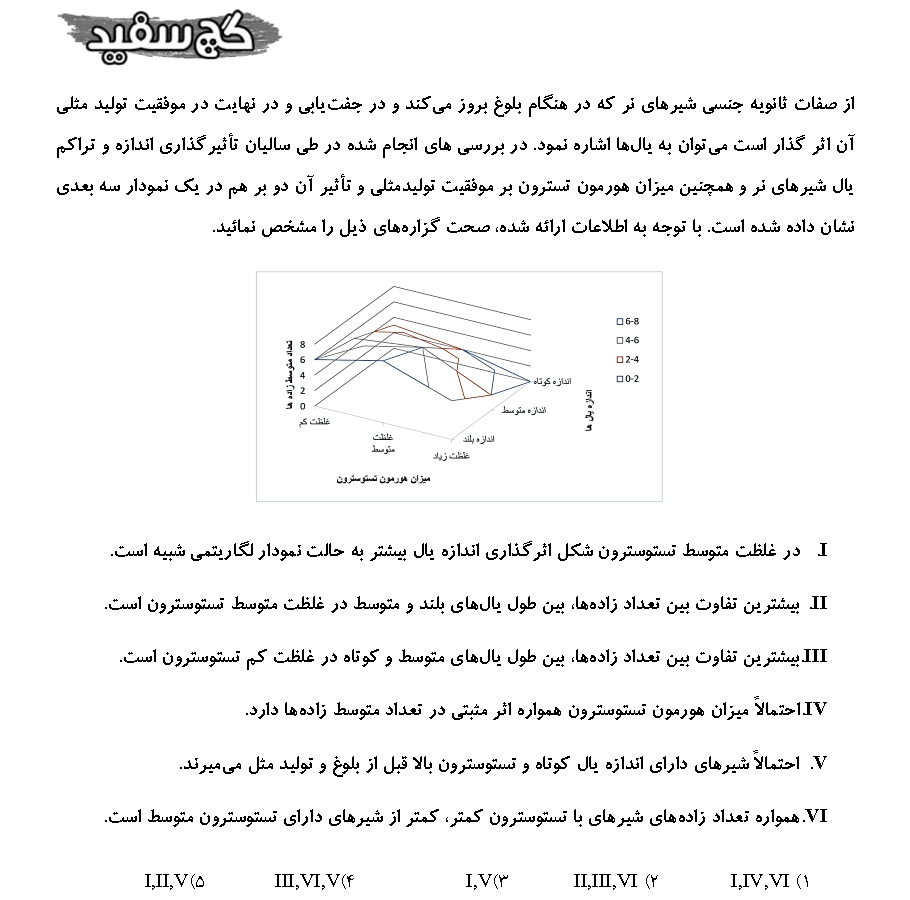 گچ سفید
از صفات ثانویه جنسی شیرهای نر که در هنگام بلوغ بروز می‌کند و در جفت‌یابی و در نهایت در موفقیت تولید مثلی
آن اثر گذار است می‌توان به یال‌ها اشاره نمود. در بررسی های انجام شده در طی سالیان تأثیرگذاری اندازه و تراکم
یال شیرهای نر و همچنین میزان هورمون تسترون بر موفقیت تولیدمثلی و تأثیر آن دو بر هم در یک نمودار سه بعدی
نشان داده شده است. با توجه به اطلاعات ارائه شده، صحت گزاره‌های ذیل را مشخص نمائید.
تعداد متوسط زاده ها
8
6
4
2
0
غلظت کم
غلظت
متوسط
غلظت زیاد
میزان هورمون تستوسترون
اندازه کوتاه
اندازه متوسط
اندازه بلند
اندازه یال ها
6-8
4-6
2-4
0-2
I. در غلظت متوسط تستوسترون شکل اثرگذاری اندازه یال بیشتر به حالت نمودار لگاریتمی شبیه است.
II. بیشترین تفاوت بین تعداد زاده‌ها، بین طول یال‌های بلند و متوسط در غلظت متوسط تستوسترون است.
III. بیشترین تفاوت بین تعداد زاده‌ها، بین طول یال‌های متوسط و کوتاه در غلظت کم تستوسترون است.
IV. احتمالاً میزان هورمون تستوسترون همواره اثر مثبتی در تعداد متوسط زاده‌ها دارد.
V. احتمالاً شیرهای دارای اندازه یال کوتاه و تستوسترون بالا قبل از بلوغ و تولید مثل می‌میرند.
VI. همواره تعداد زاده‌های شیرهای با تستوسترون کمتر، کمتر از شیرهای دارای تستوسترون متوسط است.
۱) I,IV,VI ۲) II,III,VI ۳) I,V ۴) III,VI,V ۵) I,II,V